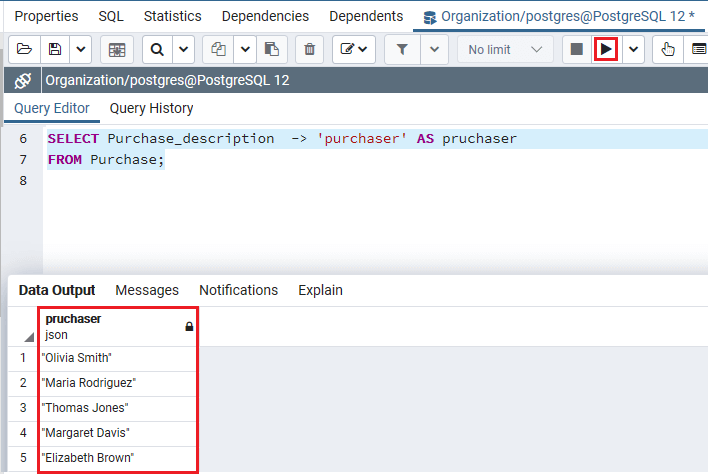 Properties SQL Statistics Dependencies Dependents Organization/postgres@PostgreSQL 12 *
No limit
Organization/postgres@PostgreSQL 12
Query Editor Query History
6 SELECT Purchase_description -> 'purchaser' AS pruchaser
7 FROM Purchase;
8
Data Output Messages Notifications Explain
pruchaser
json
1 "Olivia Smith"
2 "Maria Rodriguez"
3 "Thomas Jones"
4 "Margaret Davis"
5 "Elizabeth Brown"